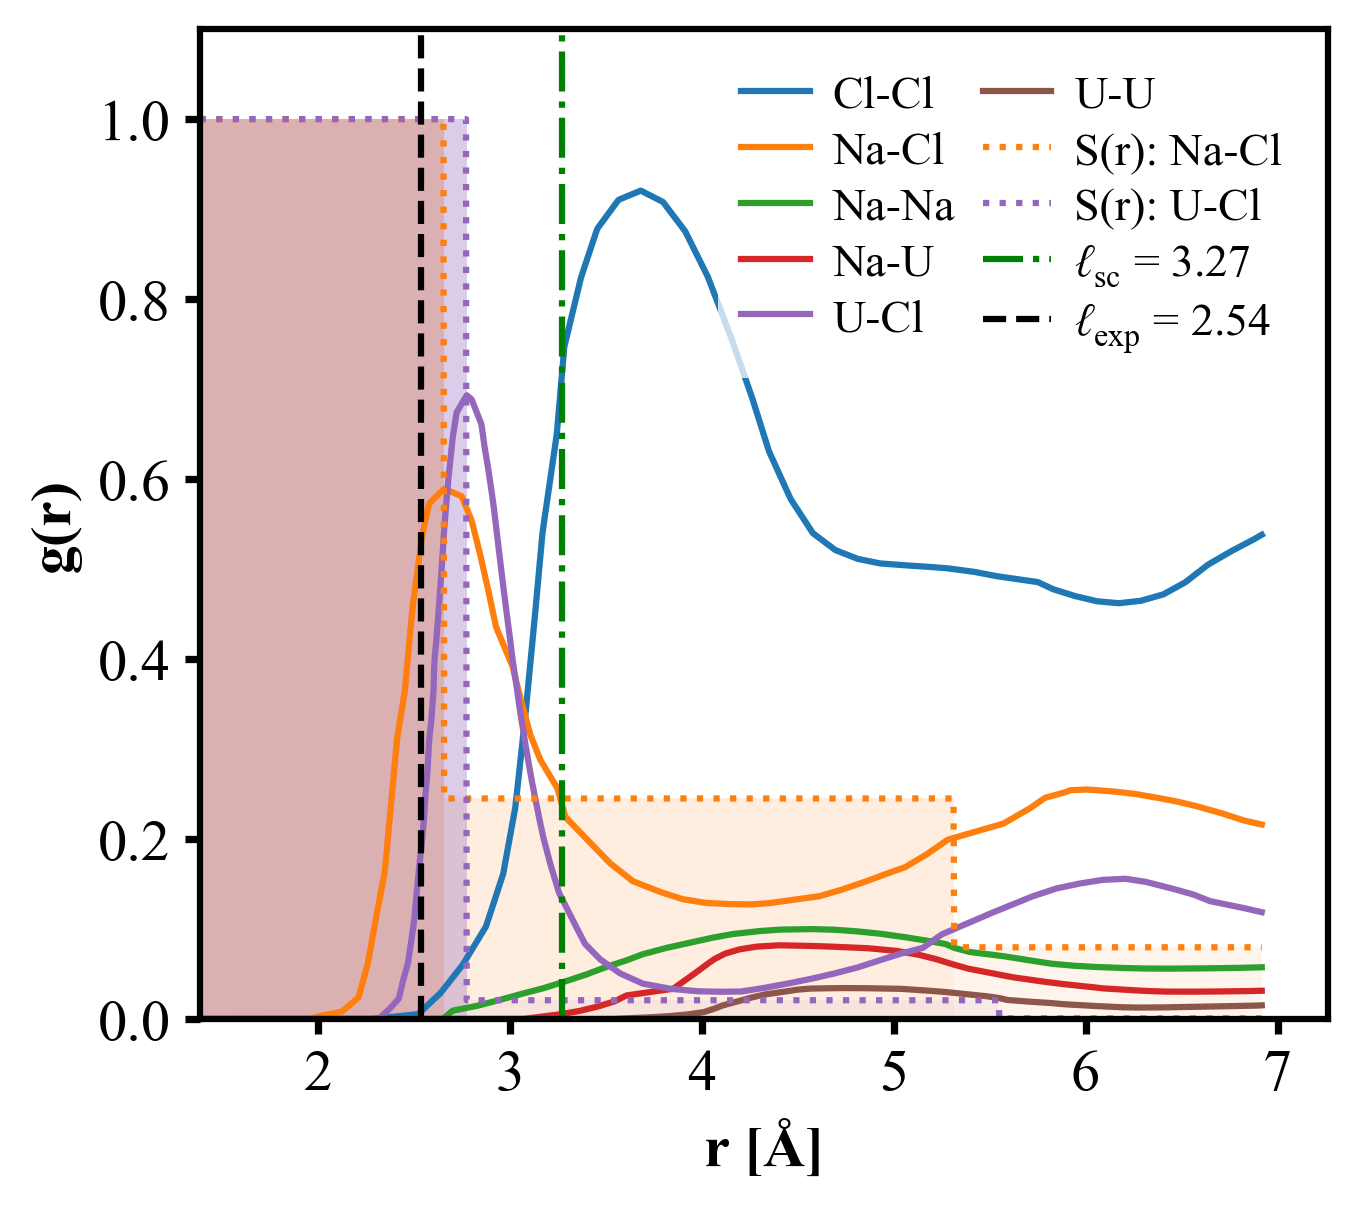 Cl-Cl
Na-Cl
Na-Na
Na-U
U-Cl
U-U
S(r): Na-Cl
S(r): U-Cl
ℓsc = 3.27
ℓexp = 2.54
g(r)
1.0
0.8
0.6
0.4
0.2
0.0
2 3 4 5 6 7
r [Å]